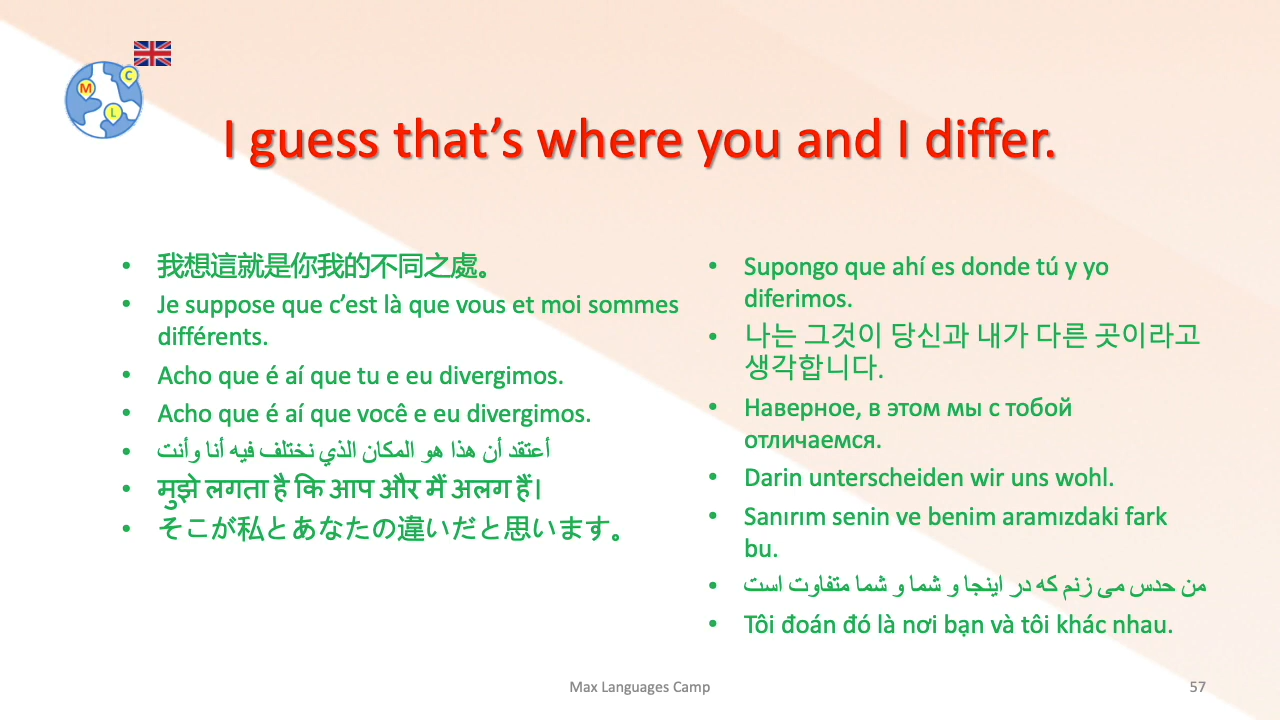 M
C
L
I guess that’s where you and I differ.
• 我想這就是你我的不同之處。
• Je suppose que c’est là que vous et moi sommes
différents.
• Acho que é aí que tu e eu divergimos.
• Acho que é aí que você e eu divergimos.
• أعتقد أن هذا هو المكان الذي نختلف فيه أنا وأنت
• मुझे लगता है कि आप और मैं अलग हैं।
• そこが私とあなたの違いだと思います。
• Supongo que ahí es donde tú y yo
diferimos.
• 나는 그것이 당신과 내가 다른 곳이라고
생각합니다.
• Наверное, в этом мы с тобой
отличаемся.
• Darin unterscheiden wir uns wohl.
• Sanırım senin ve benim aramızdaki fark
bu.
• من حدس می زنم که در اینجا و شما و شما متفاوت است
• Tôi đoán đó là nơi bạn và tôi khác nhau.
Max Languages Camp
57